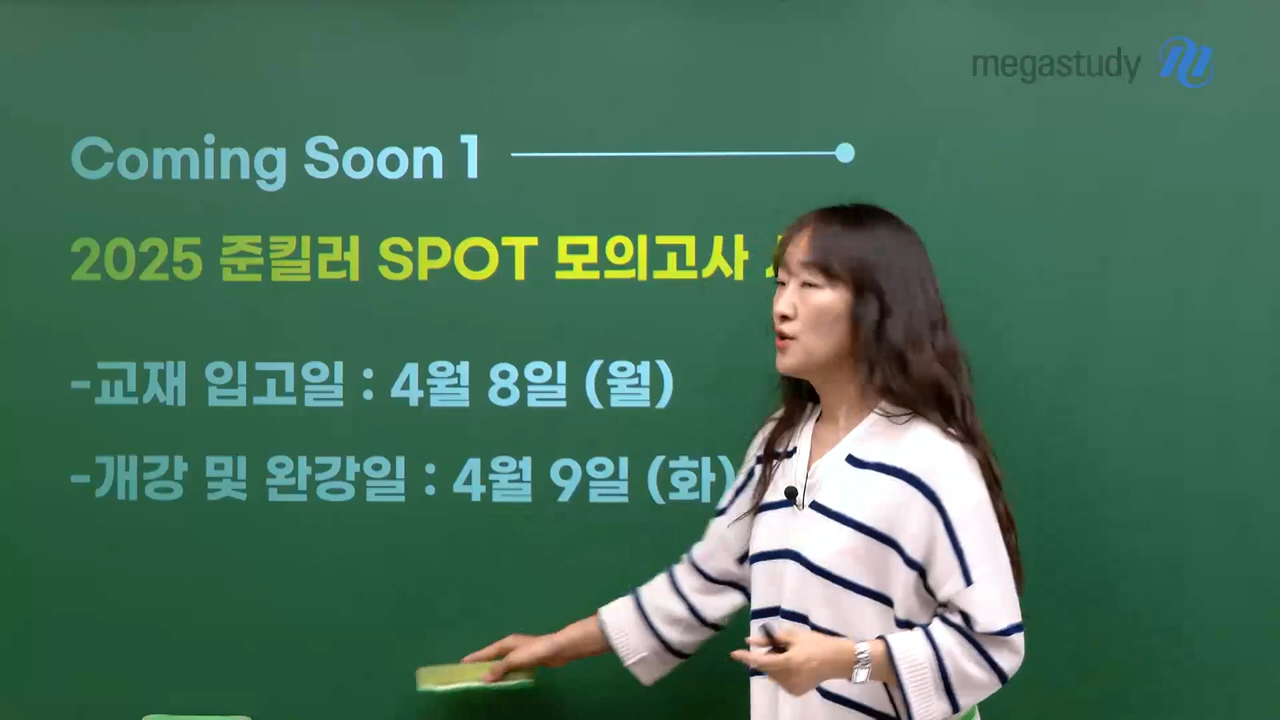 megastudy
Coming Soon 1
2025 준킬러 SPOT 모의고사
-교재 입고일 : 4월 8일 (월)
-개강 및 완강일 : 4월 9일 (화)